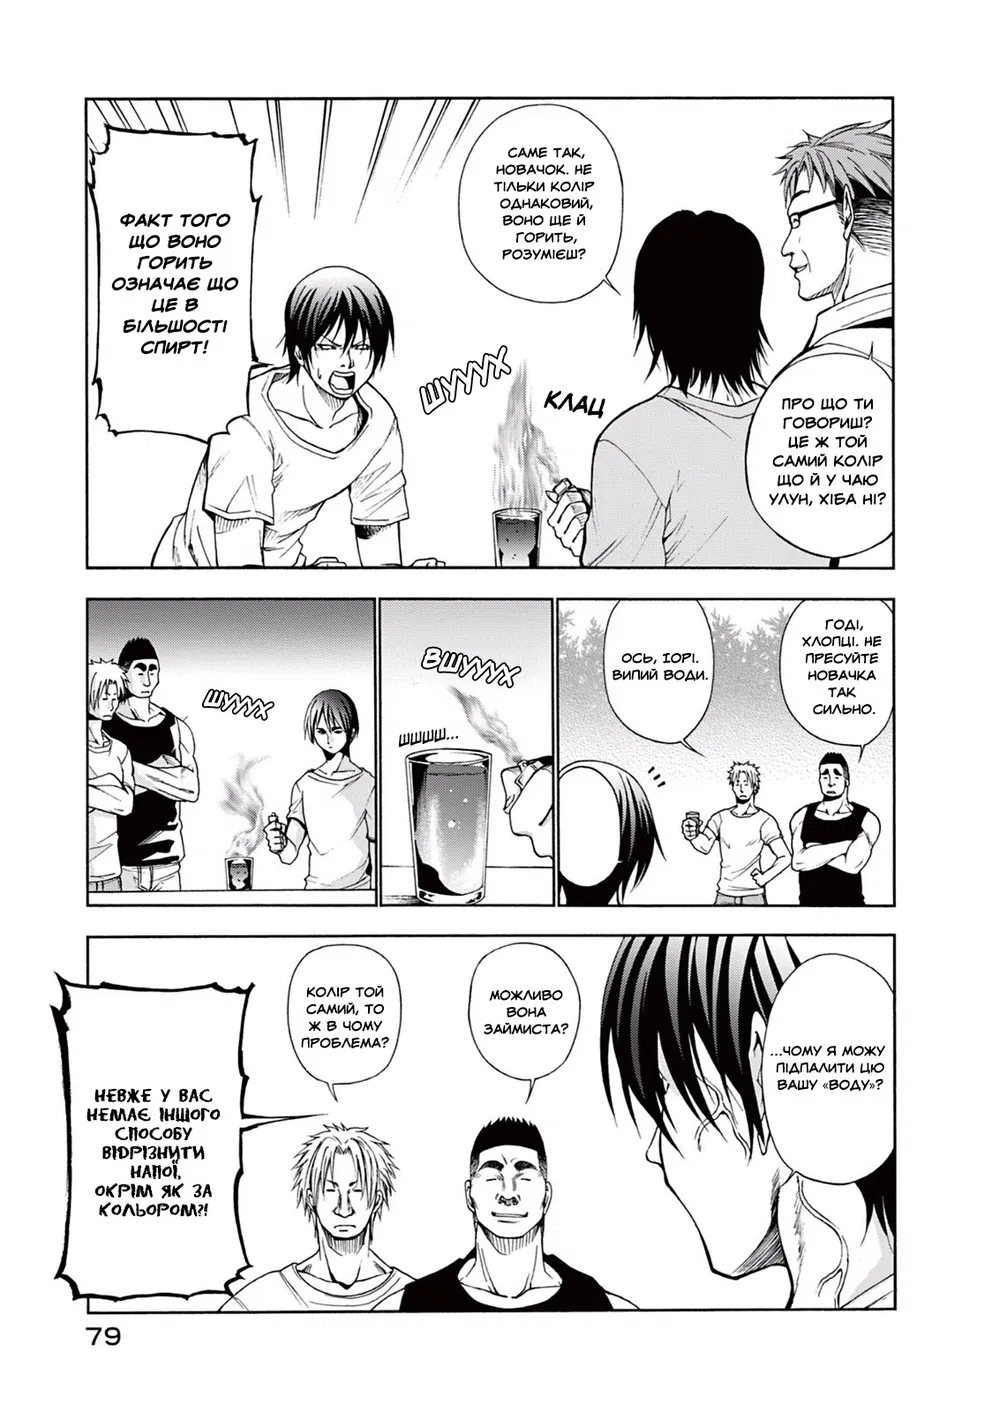 ПРО ЩО ТИ
ГОВОРИШ?
ЦЕ Ж ТОЙ
САМИЙ КОЛІР
ЩО Й У ЧАЮ
УЛУН, ХІБА НІ?
САМЕ ТАК,
НОВАЧОК. НЕ
ТІЛЬКИ КОЛІР
ОДНАКОВИЙ,
ВОНО ЩЕ Й
ГОРИТЬ,
РОЗУМІЄШ?
КЛАЦ
ШУУУУХ
ФАКТ ТОГО
ЩО ВОНО
ГОРИТЬ
ОЗНАЧАЄ ЩО
ЦЕ В
БІЛЬШОСТІ
СПИРТ!
ГОДІ,
ХЛОПЦІ. НЕ
ПРЕСУЙТЕ
НОВАЧКА
ТАК
СИЛЬНО.
ОСЬ, ІОРІ.
ВИПИЙ ВОДИ.
ВШУУУХ
ШШШШ...
ШУУУХ
...ЧОМУ Я МОЖУ
ПІДПАЛИТИ ЦЮ
ВАШУ «ВОДУ»?
МОЖЛИВО
ВОНА
ЗАЙМИСТА?
КОЛІР ТОЙ
САМИЙ, ТО
Ж В ЧОМУ
ПРОБЛЕМА?
НЕВЖЕ У ВАС
НЕМАЄ ІНШОГО
СПОСОБУ
ВІДРІЗНИТИ
НАПОЇ,
ОКРІМ ЯК ЗА
КОЛЬОРОМ?!
79